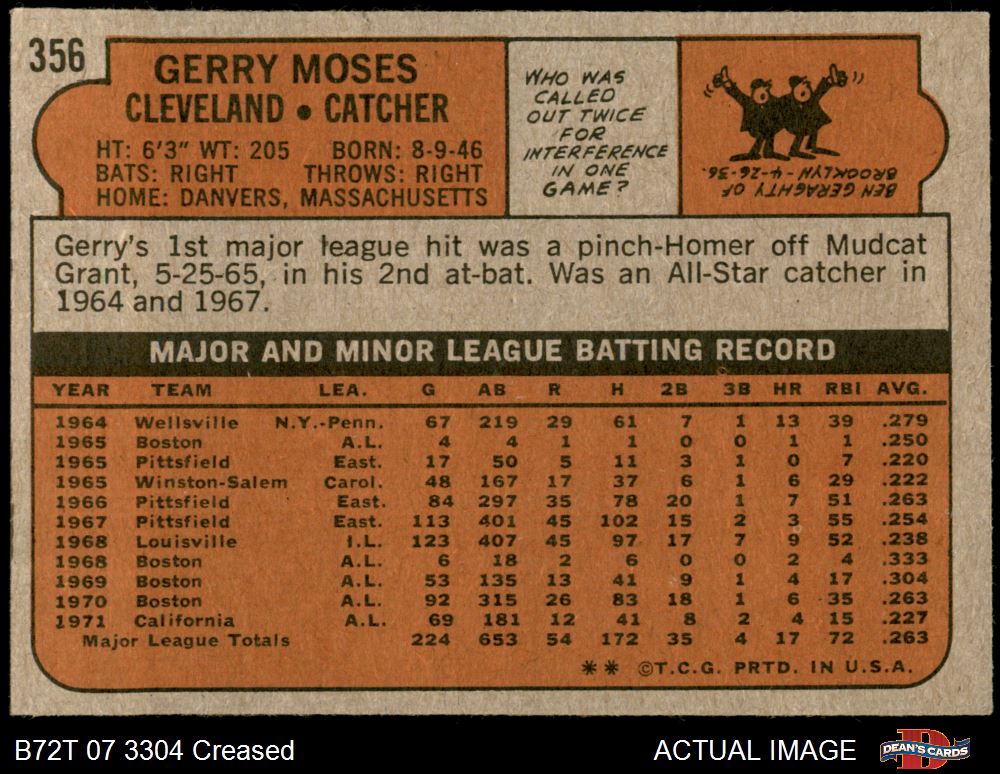 356
GERRY MOSES
CLEVELAND • CATCHER
HT: 6'3" WT: 205 BORN: 8-9-46
BATS: RIGHT THROWS: RIGHT
HOME: DANVERS, MASSACHUSETTS
WHO WAS
CALLED
OUT TWICE
FOR
INTERFERENCE
IN ONE
GAME?
BEN GERAGHTY OF
BROOKLYN - 4-26-36.
Gerry's 1st major league hit was a pinch-Homer off Mudcat
Grant, 5-25-65, in his 2nd at-bat. Was an All-Star catcher in
1964 and 1967.
MAJOR AND MINOR LEAGUE BATTING RECORD
YEAR TEAM LEA. G AB R H 2B 3B HR RBI AVG.
1964 Wellsville N.Y.-Penn. 67 219 29 61 7 1 13 39 .279
1965 Boston A.L. 4 4 1 1 0 0 1 1 .250
1965 Pittsfield East. 17 50 5 11 3 1 0 7 .220
1965 Winston-Salem Carol. 48 167 17 37 6 1 6 29 .222
1966 Pittsfield East. 84 297 35 78 20 1 7 51 .263
1967 Pittsfield East. 113 401 45 102 15 2 3 55 .254
1968 Louisville I.L. 123 407 45 97 17 7 9 52 .238
1968 Boston A.L. 6 18 2 6 0 0 2 4 .333
1969 Boston A.L. 53 135 13 41 9 1 4 17 .304
1970 Boston A.L. 92 315 26 83 18 1 6 35 .263
1971 California A.L. 69 181 12 41 8 2 4 15 .227
Major League Totals 224 653 54 172 35 4 17 72 .263
** ©T.C.G. PRTD. IN U.S.A.
B72T 07 3304 Creased ACTUAL IMAGE DEAN'S CARDS